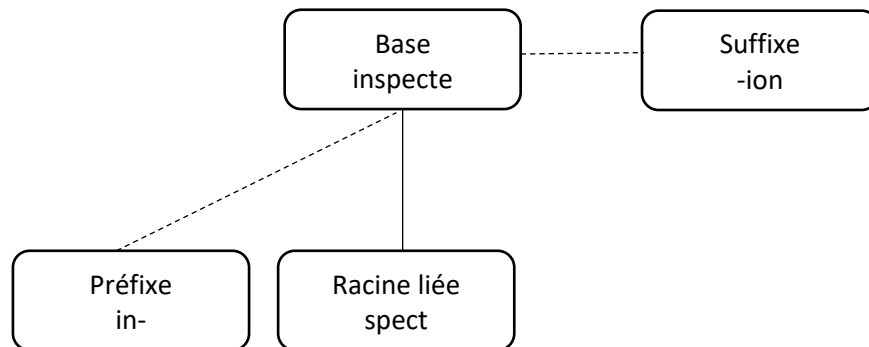 Base
inspecte
Suffixe
-ion
Préfixe
in-
Racine liée
spect